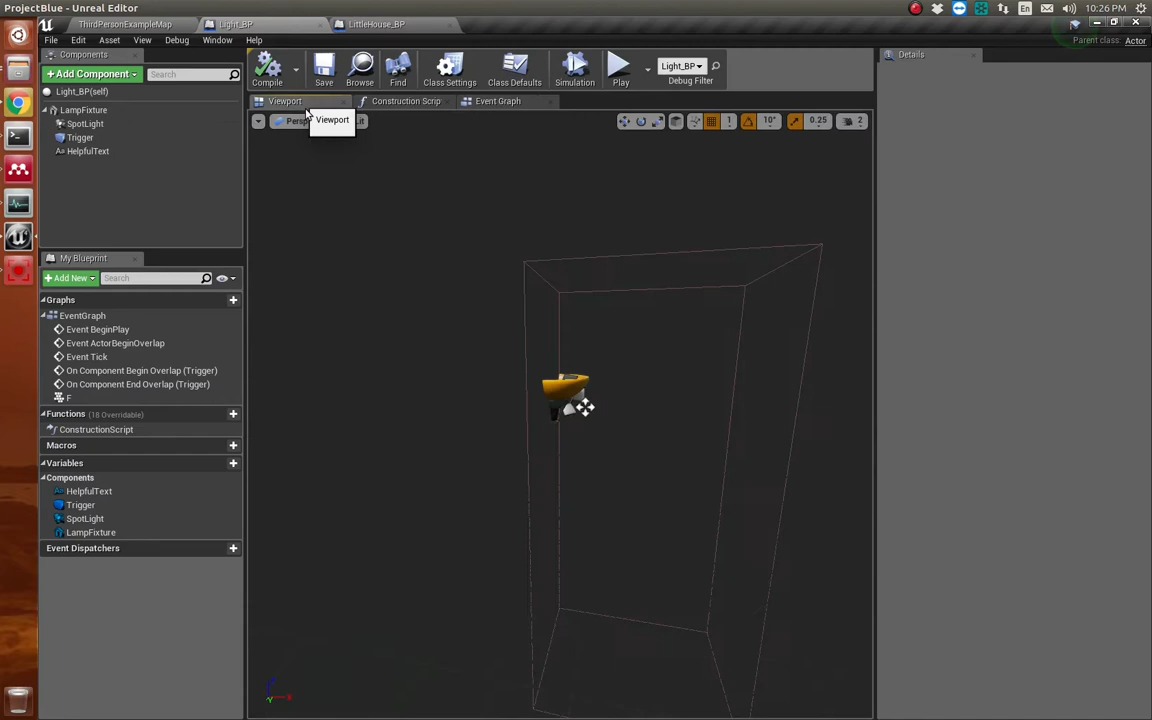 ProjectBlue - Unreal Editor
En
10:26 PM
ThirdPersonExampleMap
Light_BP
LittleHouse_BP
File Edit Asset View Debug Window Help
Parent class: Actor
Components
Add Component
Search
Light_BP(self)
LampFixture
SpotLight
Trigger
HelpfulText
Compile
Save
Browse
Find
Class Settings
Class Defaults
Simulation
Play
Light_BP
Debug Filter
Viewport
Construction Scrip
Event Graph
Persp
Viewport
it
1
10°
0.25
2
Details
My Blueprint
Add New
Search
Graphs
EventGraph
Event BeginPlay
Event ActorBeginOverlap
Event Tick
On Component Begin Overlap (Trigger)
On Component End Overlap (Trigger)
F
Functions (18 Overridable)
ConstructionScript
Macros
Variables
Components
HelpfulText
Trigger
SpotLight
LampFixture
Event Dispatchers
Z
X
Y